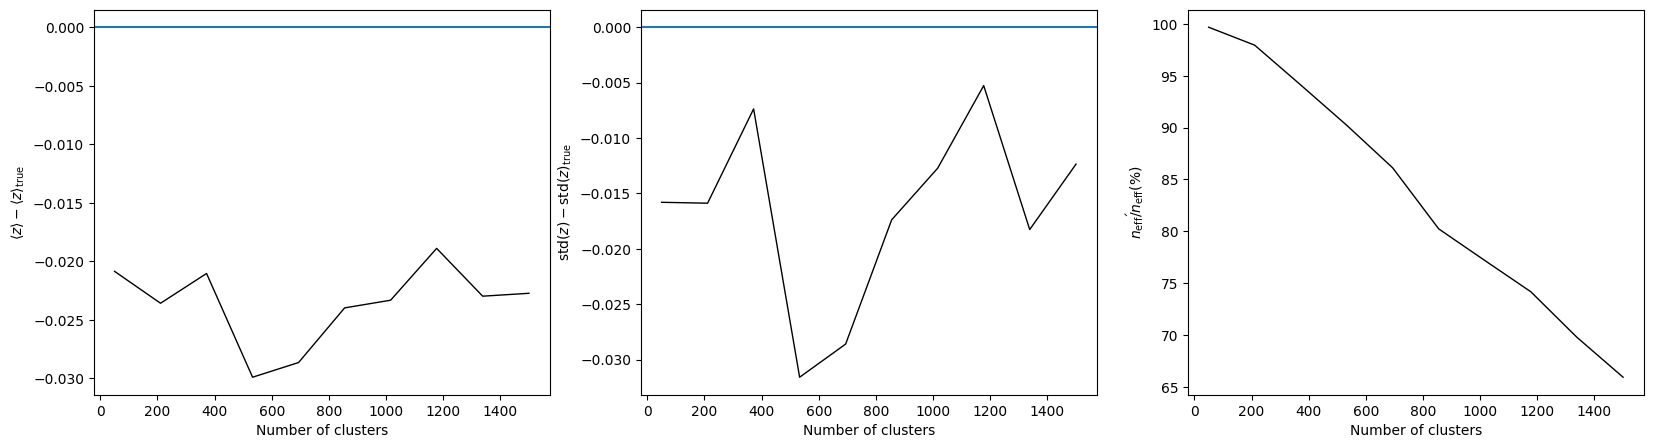 0.000
−0.005
−0.010
−0.015
−0.020
−0.025
−0.030
⟨z⟩ − ⟨z⟩true
0 200 400 600 800 1000 1200 1400
Number of clusters
0.000
−0.005
−0.010
−0.015
−0.020
−0.025
−0.030
std(z) − std(z)true
0 200 400 600 800 1000 1200 1400
Number of clusters
100
95
90
85
80
75
70
65
n′eff/neff(%)
0 200 400 600 800 1000 1200 1400
Number of clusters